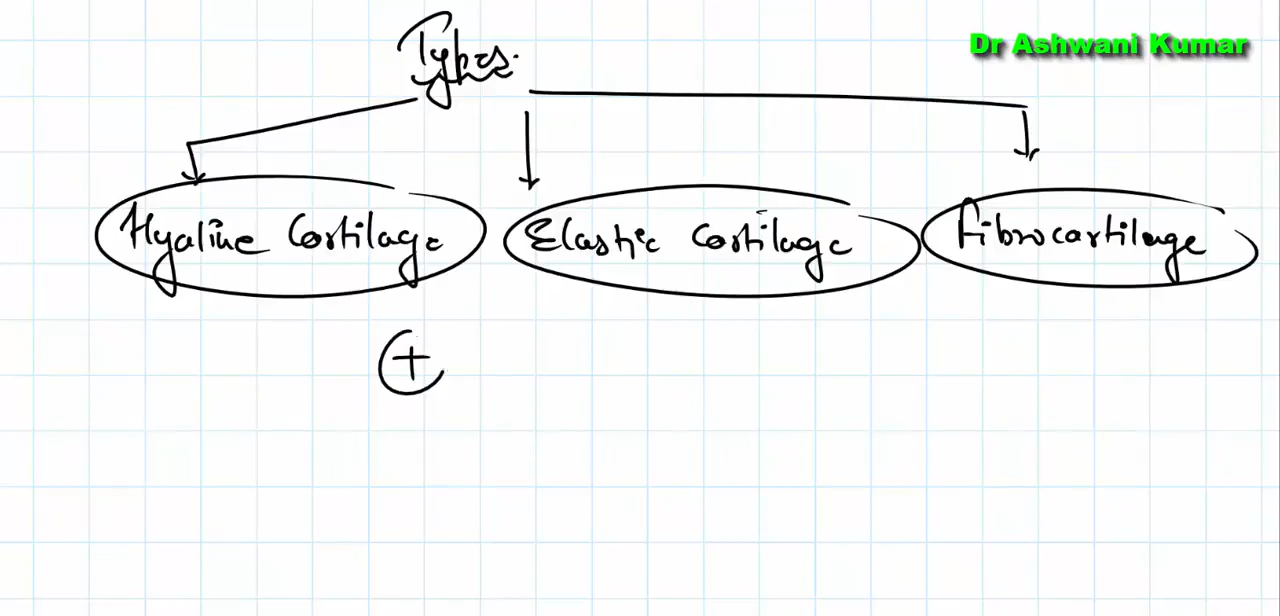 Dr Ashwani Kumar
Types.
Hyaline Cartilage
Elastic Cartilage
Fibrocartilage
+